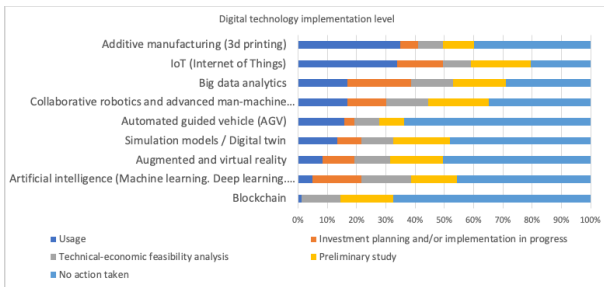 Digital technology implementation level
Additive manufacturing (3d printing)
IoT (Internet of Things)
Big data analytics
Collaborative robotics and advanced man-machine...
Automated guided vehicle (AGV)
Simulation models / Digital twin
Augmented and virtual reality
Artificial intelligence (Machine learning. Deep learning....
Blockchain
0% 10% 20% 30% 40% 50% 60% 70% 80% 90% 100%
Usage
Investment planning and/or implementation in progress
Technical-economic feasibility analysis
Preliminary study
No action taken